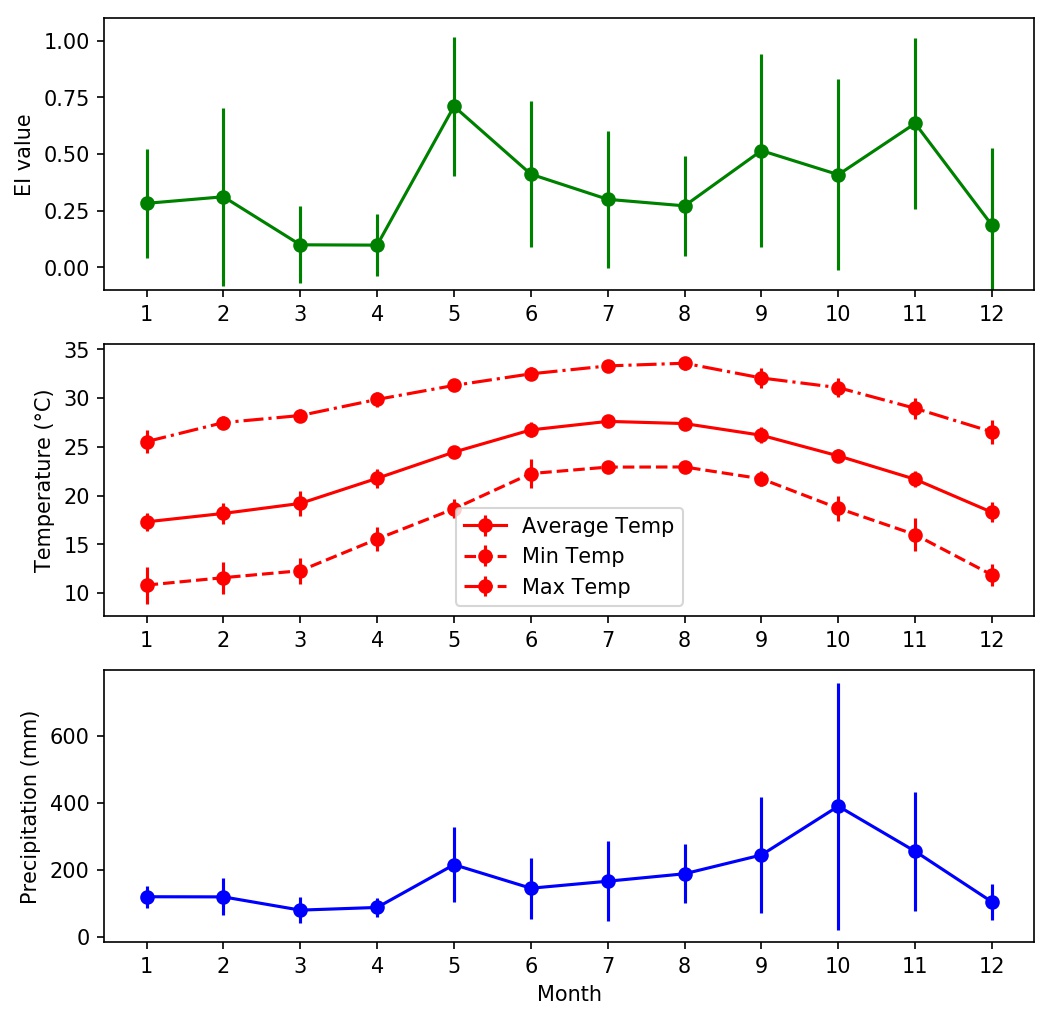 EI value
1.00
0.75
0.50
0.25
0.00
1 2 3 4 5 6 7 8 9 10 11 12
Temperature (°C)
35
30
25
20
15
10
Average Temp
Min Temp
Max Temp
1 2 3 4 5 6 7 8 9 10 11 12
Precipitation (mm)
600
400
200
0
1 2 3 4 5 6 7 8 9 10 11 12
Month